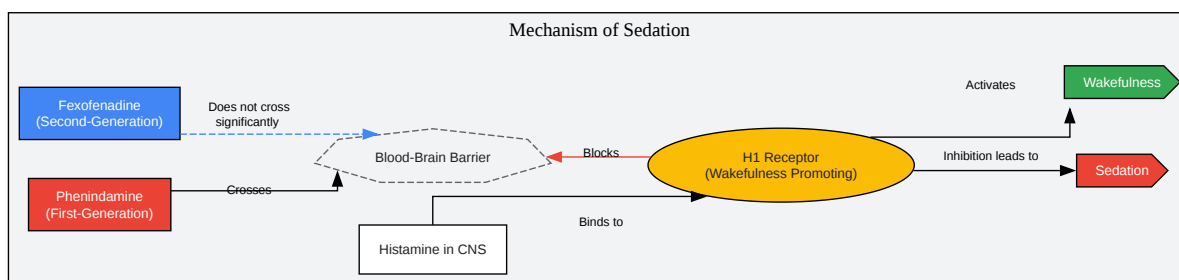 Mechanism of Sedation
Fexofenadine
(Second-Generation)
Does not cross
significantly
Blood-Brain Barrier
Phenindamine
(First-Generation)
Crosses
Blocks
H1 Receptor
(Wakefulness Promoting)
Activates
Wakefulness
Inhibition leads to
Sedation
Histamine in CNS
Binds to